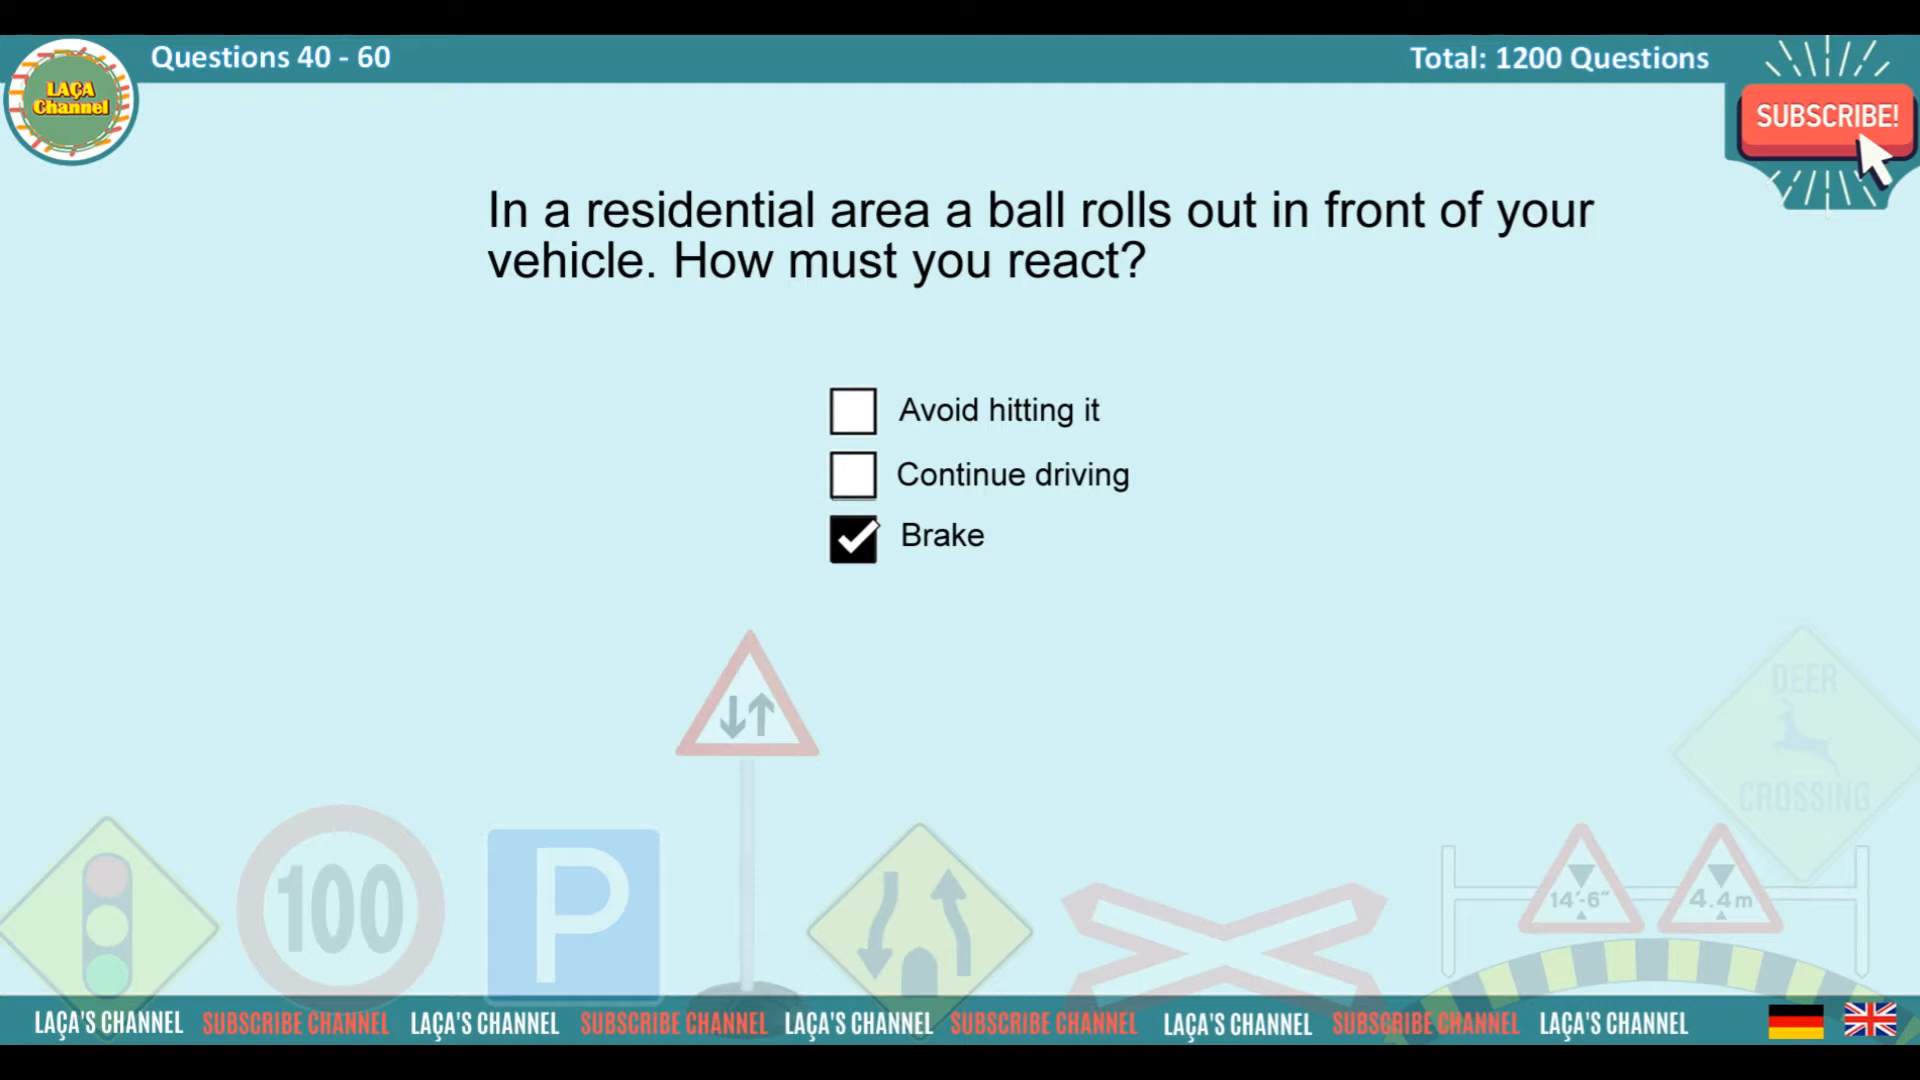 Questions 40 - 60
Total: 1200 Questions
LAÇA
Channel
SUBSCRIBE!
In a residential area a ball rolls out in front of your
vehicle. How must you react?
Avoid hitting it
Continue driving
Brake
DEER
CROSSING
100
P
14'-6"
4.4m
LAÇA'S CHANNEL SUBSCRIBE CHANNEL LAÇA'S CHANNEL SUBSCRIBE CHANNEL LAÇA'S CHANNEL SUBSCRIBE CHANNEL LAÇA'S CHANNEL SUBSCRIBE CHANNEL LAÇA'S CHANNEL